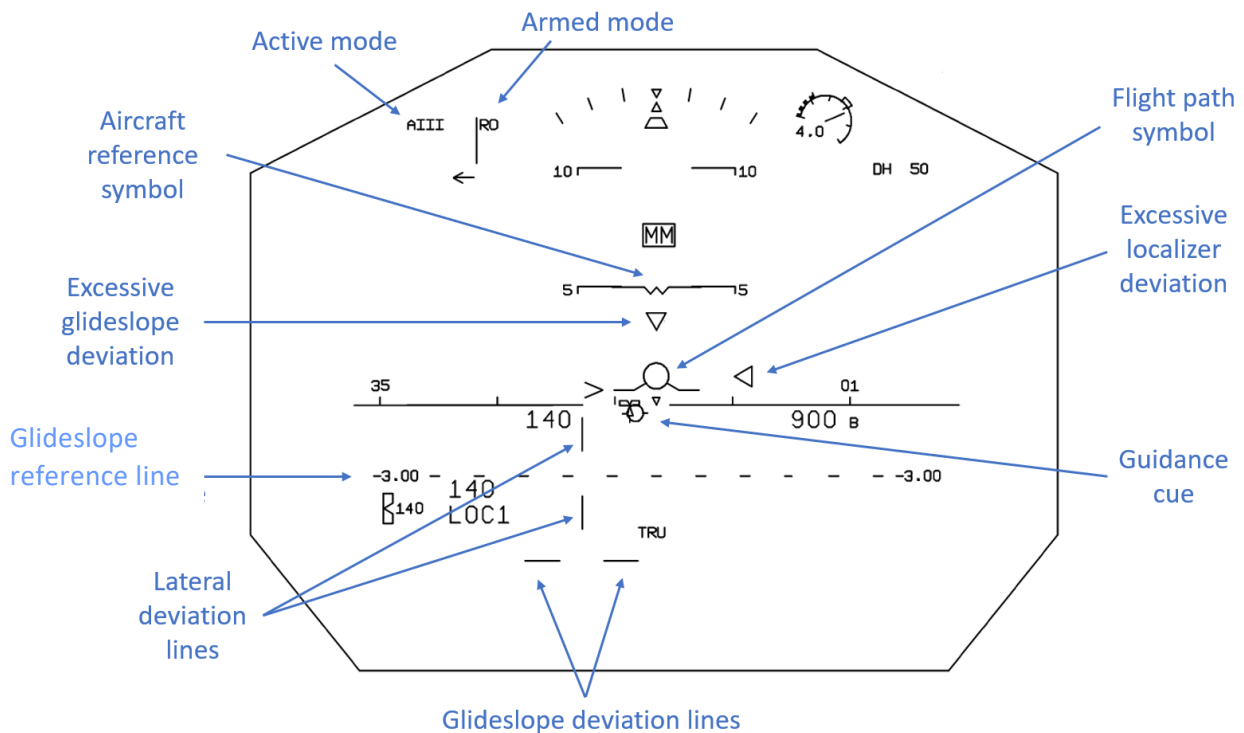 Armed mode
Active mode
Flight path
symbol
Aircraft
reference
symbol
AIII
RO
4.0
10
10
DH 50
Excessive
localizer
deviation
MM
5
5
Excessive
glideslope
deviation
35
01
140
900 B
Glideslope
reference line
-3.00
-3.00
140
140
LOC1
Guidance
cue
TRU
Lateral
deviation
lines
Glideslope deviation lines